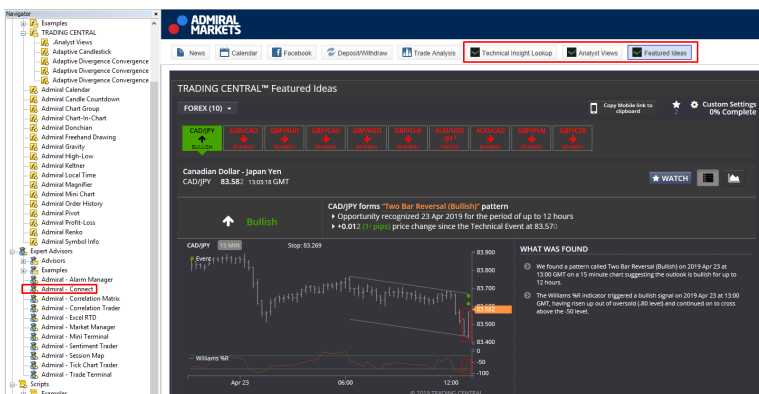 Navigator
Examples
TRADING CENTRAL
Analyst Views
Adaptive Candlestick
Adaptive Divergence Convergence
Adaptive Divergence Convergence
Adaptive Divergence Convergence
Admiral Calendar
Admiral Candle Countdown
Admiral Chart Group
Admiral Chart-In-Chart
Admiral Donchian
Admiral Freehand Drawing
Admiral Gravity
Admiral High-Low
Admiral Keltner
Admiral Local Time
Admiral Magnifier
Admiral Mini Chart
Admiral Order History
Admiral Pivot
Admiral Profit-Loss
Admiral Renko
Admiral Symbol Info
Expert Advisors
Advisors
Examples
Admiral - Alarm Manager
Admiral - Connect
Admiral - Correlation Matrix
Admiral - Correlation Trader
Admiral - Excel RTD
Admiral - Market Manager
Admiral - Mini Terminal
Admiral - Sentiment Trader
Admiral - Session Map
Admiral - Tick Chart Trader
Admiral - Trade Terminal
Scripts
Examples
ADMIRAL
MARKETS
News
Calendar
Facebook
Deposit/Withdraw
Trade Analysis
Technical Insight Lookup
Analyst Views
Featured Ideas
TRADING CENTRAL™ Featured Ideas
FOREX (10)
Copy Mobile link to
clipboard
2
Custom Settings
0% Complete
CAD/JPY
BULLISH
EUR/CAD
BEARISH
GBP/AUD
BEARISH
GBP/CAD
BEARISH
GBP/NZD
BEARISH
GBP/CHF
BEARISH
AUD/USD
AUD/CAD
BEARISH
GBP/PLN
BEARISH
GBP/CZK
BEARISH
Canadian Dollar - Japan Yen
CAD/JPY 83.582 13:03:18 GMT
WATCH
Bullish
CAD/JPY forms "Two Bar Reversal (Bullish)" pattern
Opportunity recognized 23 Apr 2019 for the period of up to 12 hours
+0.012 (1² pips) price change since the Technical Event at 83.570
CAD/JPY 15 MIN Stop: 83.269
Event
83.900
83.800
83.700
83.600
83.582
83.500
83.400
Williams %R
0
-50
-100
Apr 23 06:00 12:00
© 2019 TRADING CENTRAL
WHAT WAS FOUND
We found a pattern called Two Bar Reversal (Bullish) on 2019 Apr 23 at
13:00 GMT on a 15 minute chart suggesting the outlook is bullish for up to
12 hours.
The Williams %R indicator triggered a bullish signal on 2019 Apr 23 at 13:00
GMT, having risen up out of oversold (-80 level) and continued on to cross
above the -50 level.